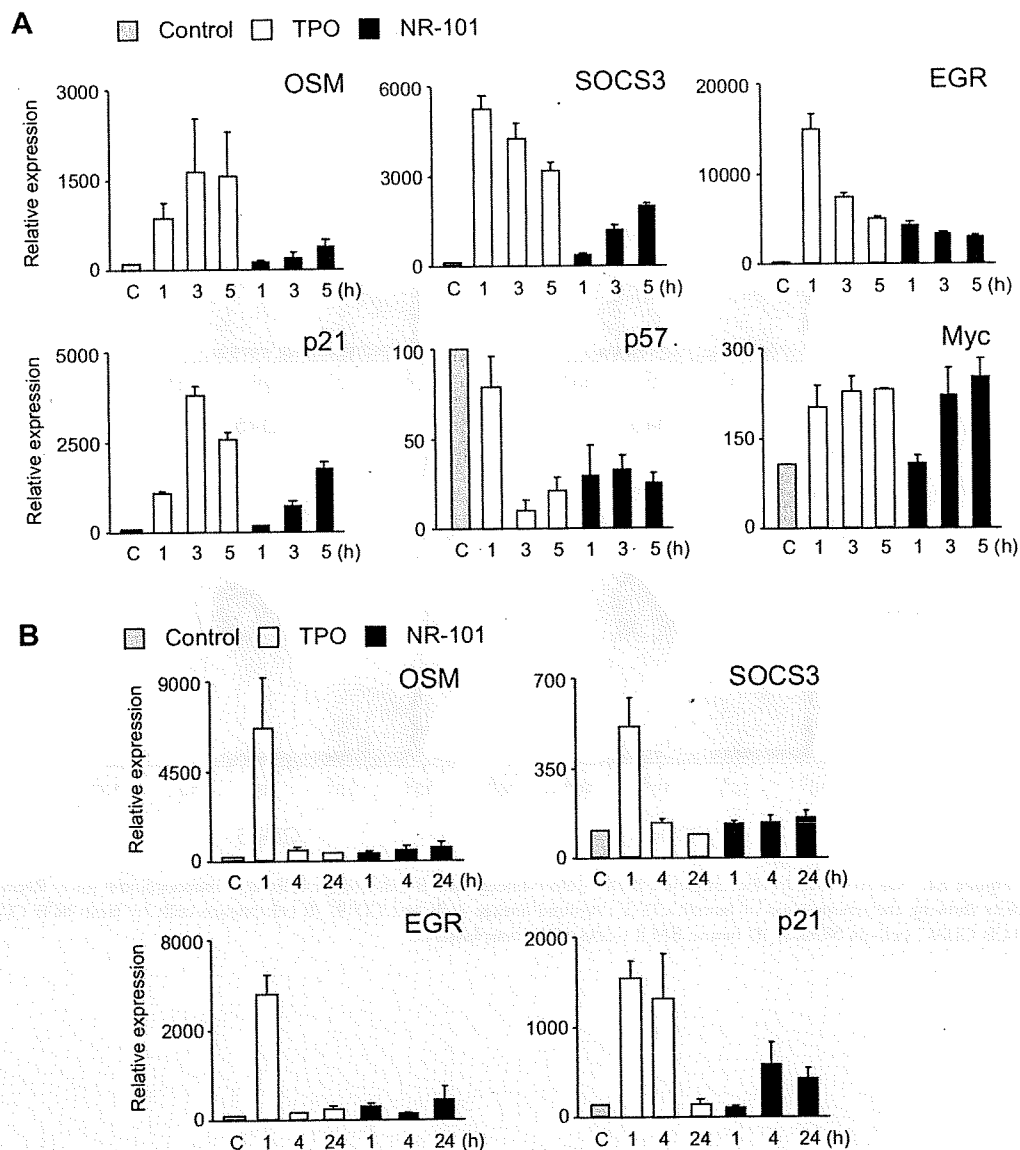 A
Control TPO NR-101
OSM
Relative expression
3000
1500
0
C 1 3 5 1 3 5 (h)
SOCS3
6000
3000
0
C 1 3 5 1 3 5 (h)
EGR
20000
10000
0
C 1 3 5 1 3 5 (h)
p21
Relative expression
5000
2500
0
C 1 3 5 1 3 5 (h)
p57
100
50
0
C 1 3 5 1 3 5 (h)
Myc
300
150
0
C 1 3 5 1 3 5 (h)
B
Control TPO NR-101
OSM
Relative expression
9000
4500
0
C 1 4 24 1 4 24 (h)
SOCS3
700
350
0
C 1 4 24 1 4 24 (h)
EGR
Relative expression
8000
2000
0
C 1 4 24 1 4 24 (h)
p21
2000
1000
0
C 1 4 24 1 4 24 (h)